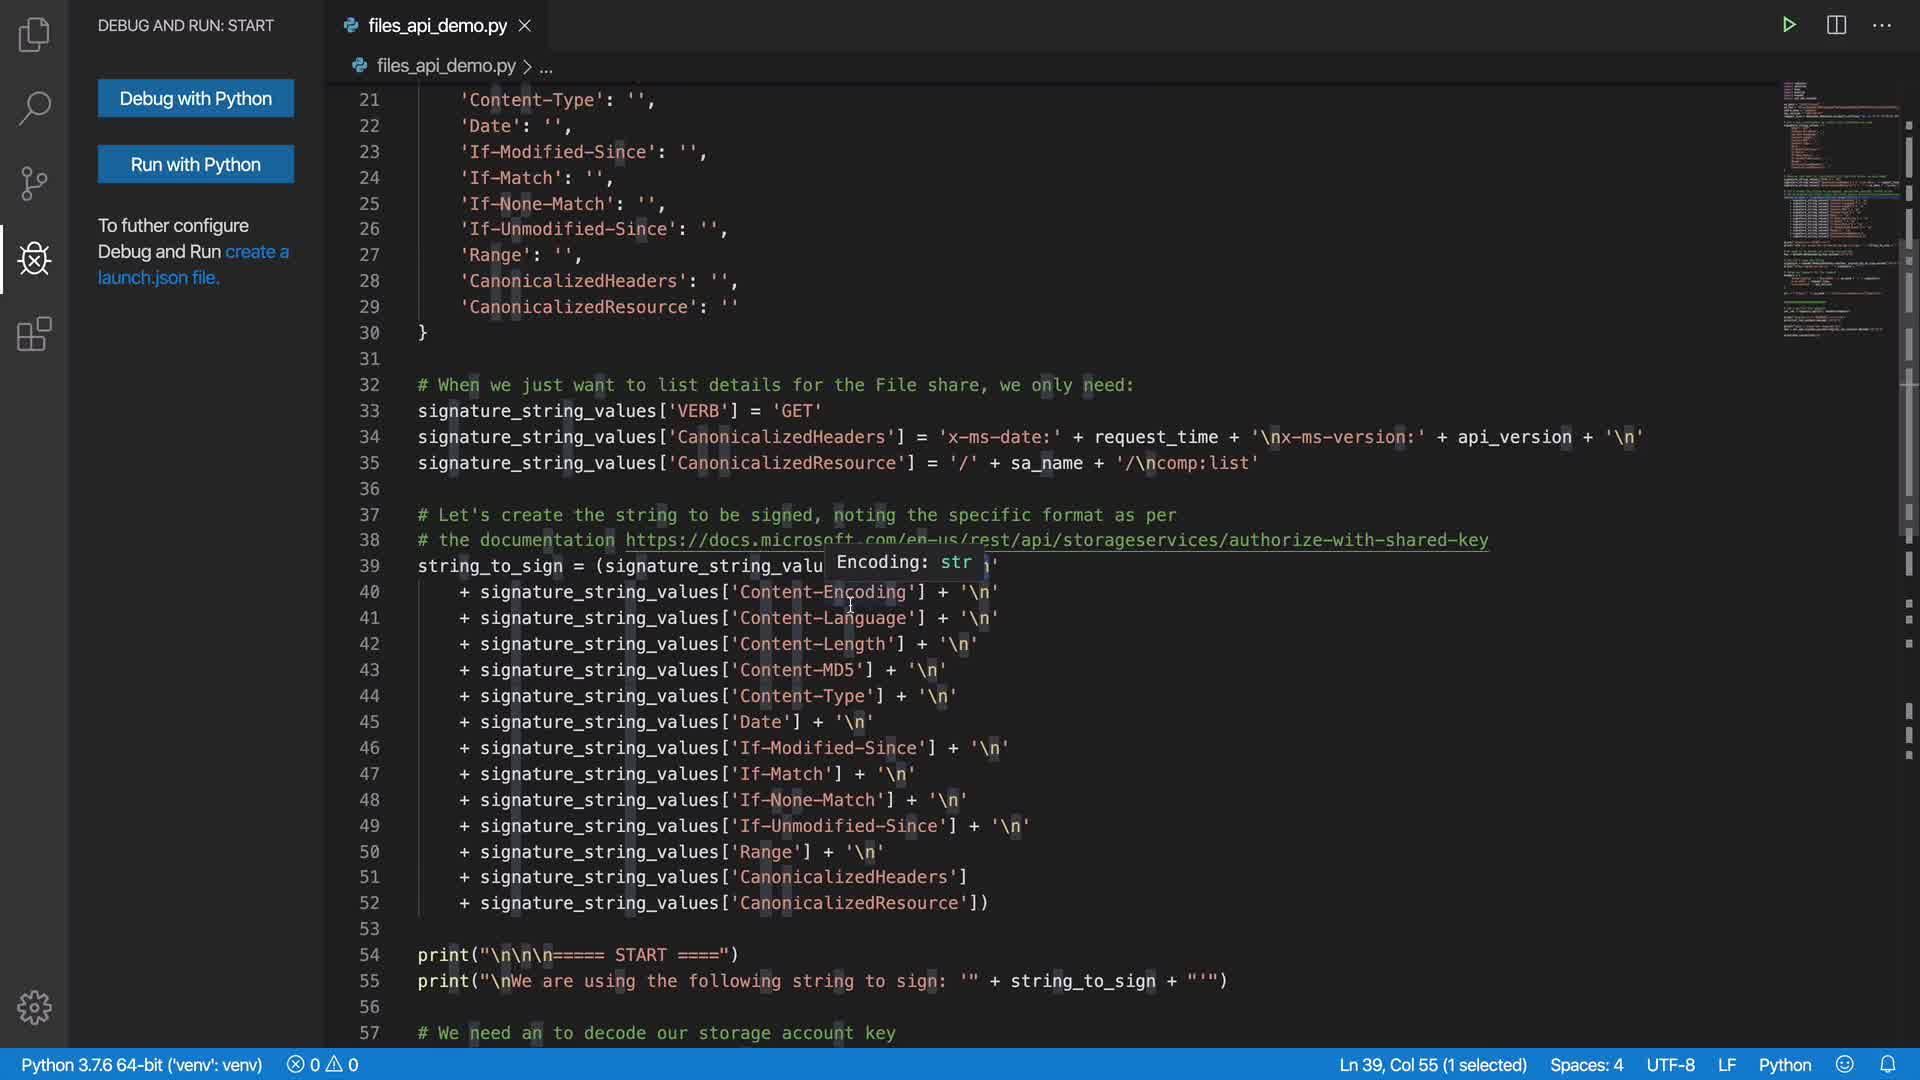 DEBUG AND RUN: START
Debug with Python
Run with Python
To futher configure
Debug and Run create a
launch.json file.
files_api_demo.py
files_api_demo.py > ...
21 'Content-Type': '',
22 'Date': '',
23 'If-Modified-Since': '',
24 'If-Match': '',
25 'If-None-Match': '',
26 'If-Unmodified-Since': '',
27 'Range': '',
28 'CanonicalizedHeaders': '',
29 'CanonicalizedResource': ''
30 }
31
32 # When we just want to list details for the File share, we only need:
33 signature_string_values['VERB'] = 'GET'
34 signature_string_values['CanonicalizedHeaders'] = 'x-ms-date:' + request_time + '\nx-ms-version:' + api_version + '\n'
35 signature_string_values['CanonicalizedResource'] = '/' + sa_name + '/\ncomp:list'
36
37 # Let's create the string to be signed, noting the specific format as per
38 # the documentation https://docs.microsoft.com/en-us/rest/api/storageservices/authorize-with-shared-key
Encoding: str
39 string_to_sign = (signature_string_valu
40 + signature_string_values['Content-Encoding'] + '\n'
41 + signature_string_values['Content-Language'] + '\n'
42 + signature_string_values['Content-Length'] + '\n'
43 + signature_string_values['Content-MD5'] + '\n'
44 + signature_string_values['Content-Type'] + '\n'
45 + signature_string_values['Date'] + '\n'
46 + signature_string_values['If-Modified-Since'] + '\n'
47 + signature_string_values['If-Match'] + '\n'
48 + signature_string_values['If-None-Match'] + '\n'
49 + signature_string_values['If-Unmodified-Since'] + '\n'
50 + signature_string_values['Range'] + '\n'
51 + signature_string_values['CanonicalizedHeaders']
52 + signature_string_values['CanonicalizedResource'])
53
54 print("\n\n\n===== START ====")
55 print("\nWe are using the following string to sign: '" + string_to_sign + "'")
56
57 # We need an to decode our storage account key
Python 3.7.6 64-bit ('venv': venv) 0 0 Ln 39, Col 55 (1 selected) Spaces: 4 UTF-8 LF Python